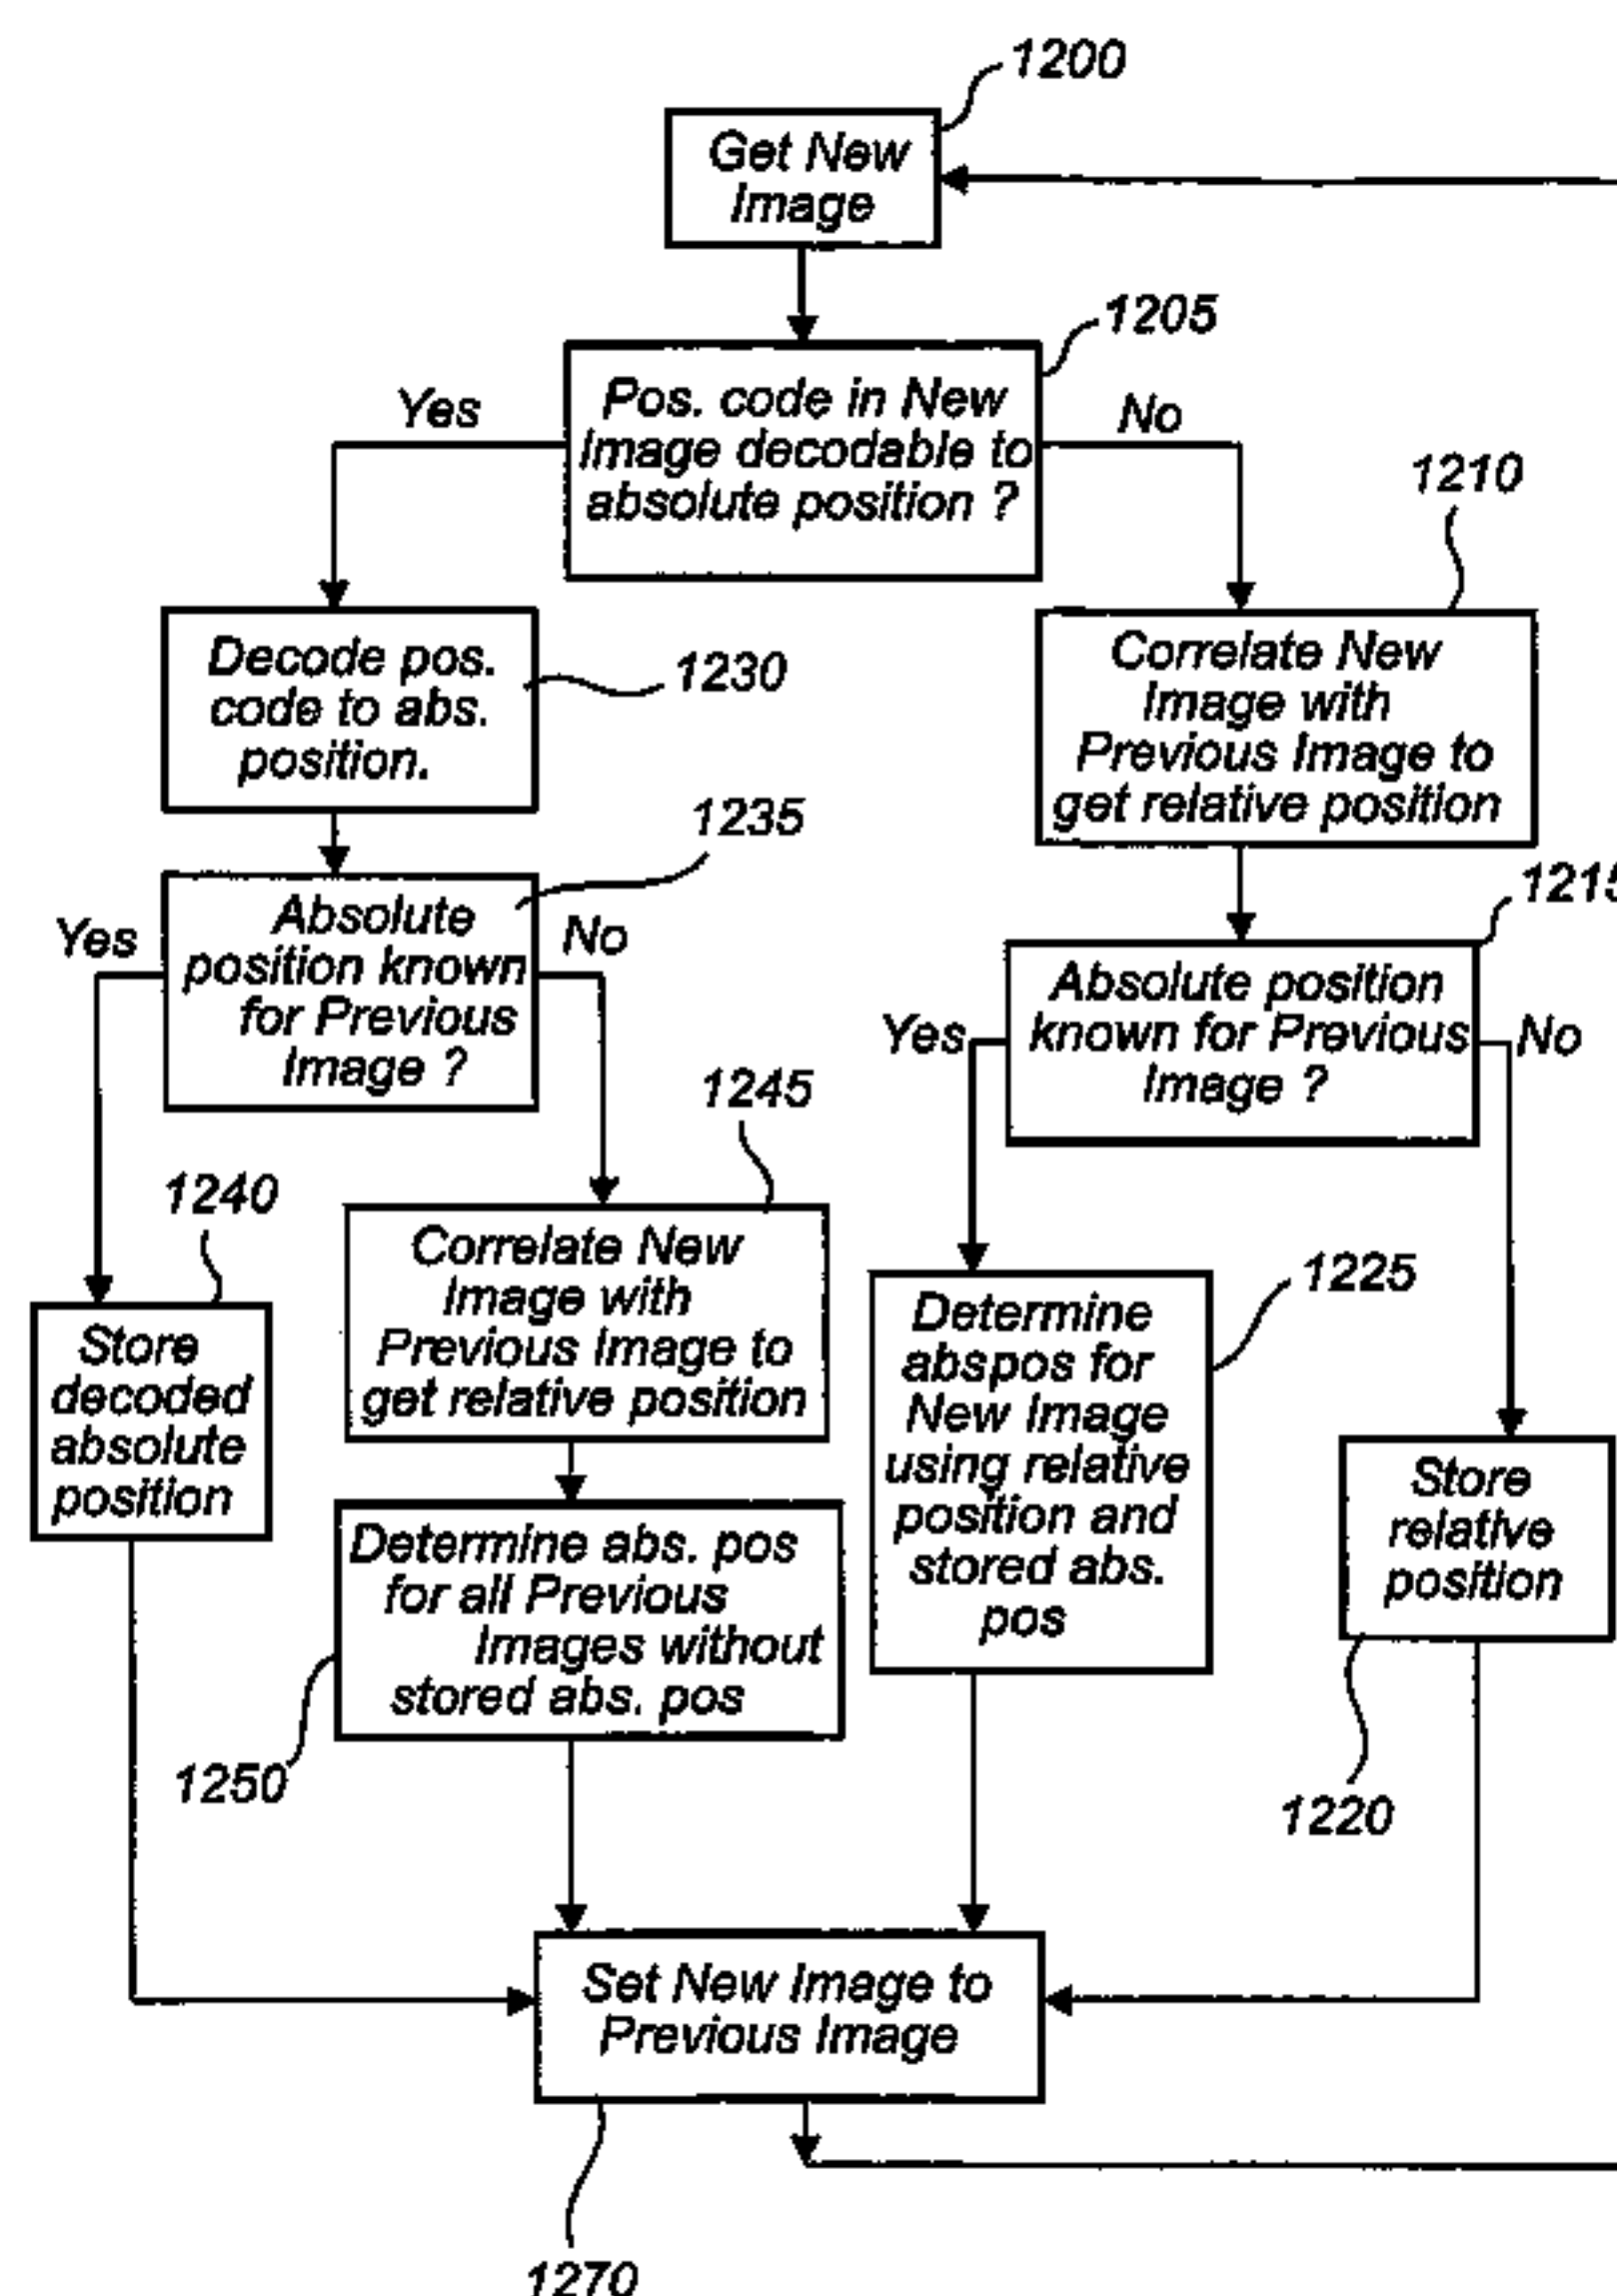 1200
Get New
Image
1205
Yes
Pos. code in New
Image decodable to
absolute position ?
No
1210
Decode pos.
code to abs.
position.
1230
Correlate New
Image with
Previous Image to
get relative position
1235
1215
Yes
Absolute
position known
for Previous
Image ?
No
Yes
Absolute position
known for Previous
Image ?
No
1240
1245
Store
decoded
absolute
position
Correlate New
Image with
Previous Image to
get relative position
1225
Determine
abspos for
New Image
using relative
position and
stored abs.
pos
Store
relative
position
Determine abs. pos
for all Previous
Images without
stored abs. pos
1250
1220
Set New Image to
Previous Image
1270